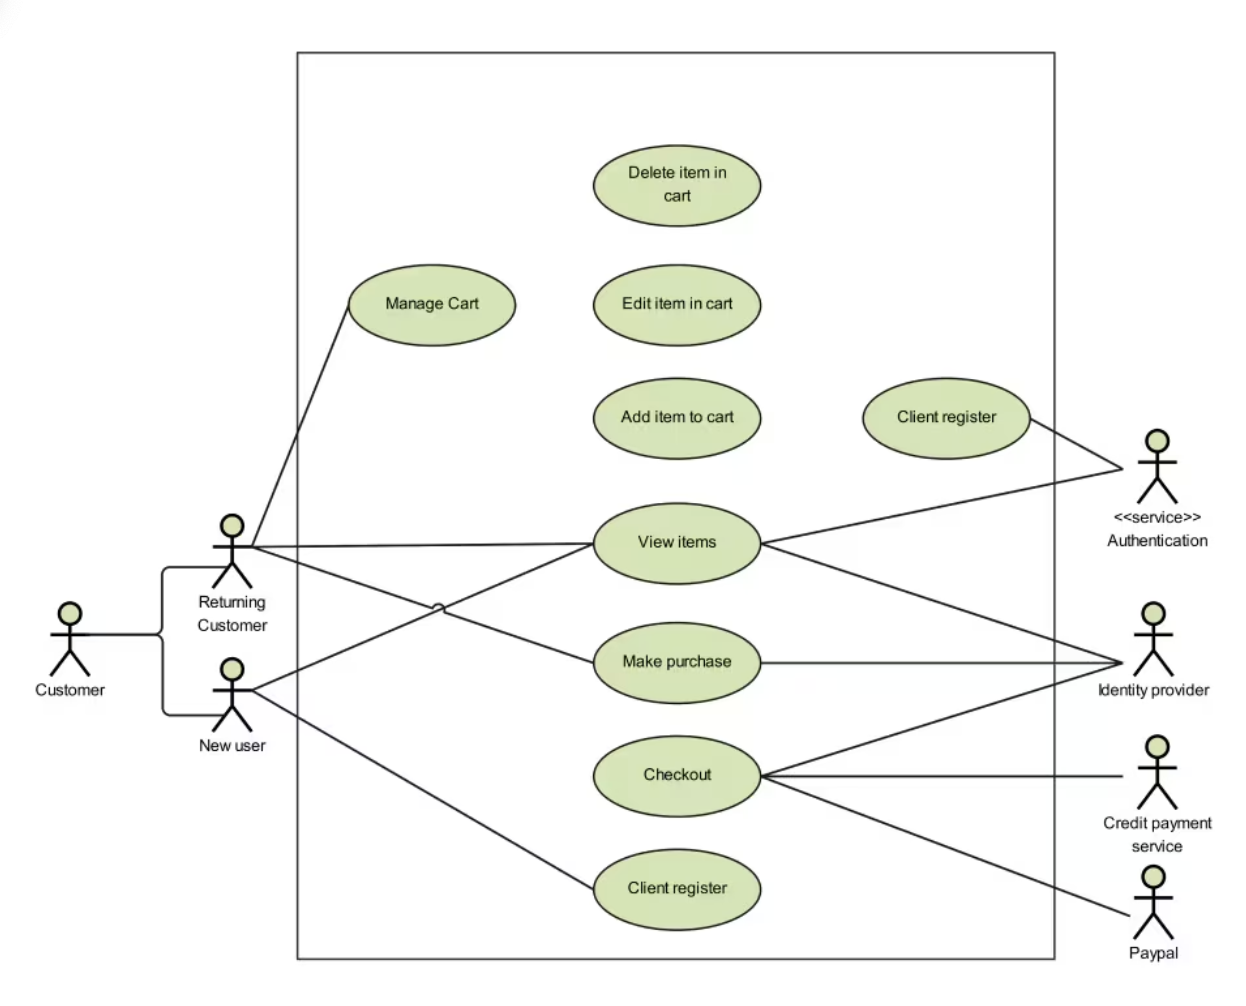 Delete item in
cart
Manage Cart
Edit item in cart
Add item to cart
Client register
<<service>>
Authentication
View items
Returning
Customer
Make purchase
Customer
Identity provider
New user
Checkout
Credit payment
service
Client register
Paypal